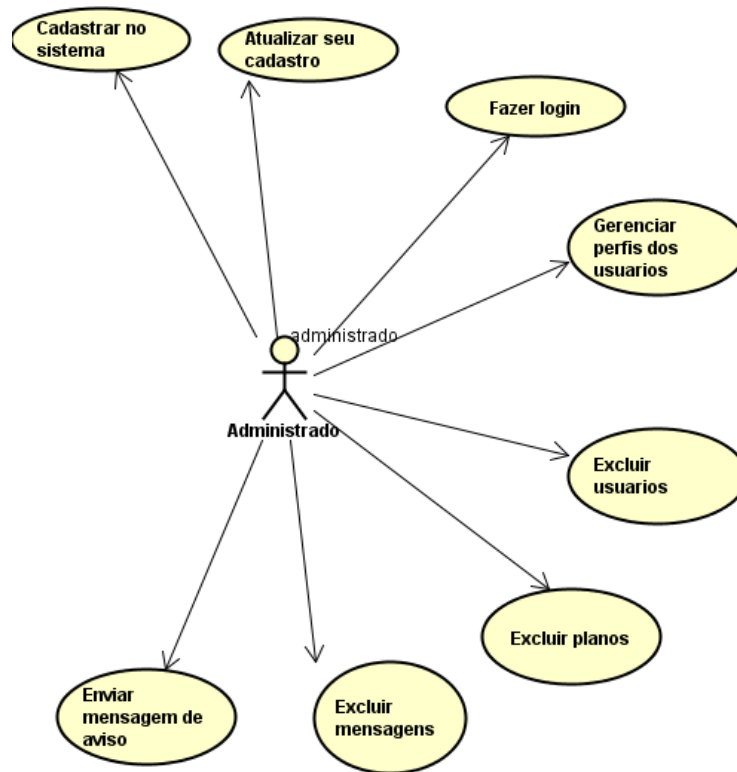 Cadastrar no
sistema
Atualizar seu
cadastro
Fazer login
Gerenciar
perfis dos
usuarios
administrado
Administrado
Excluir
usuarios
Excluir planos
Enviar
mensagem de
aviso
Excluir
mensagens